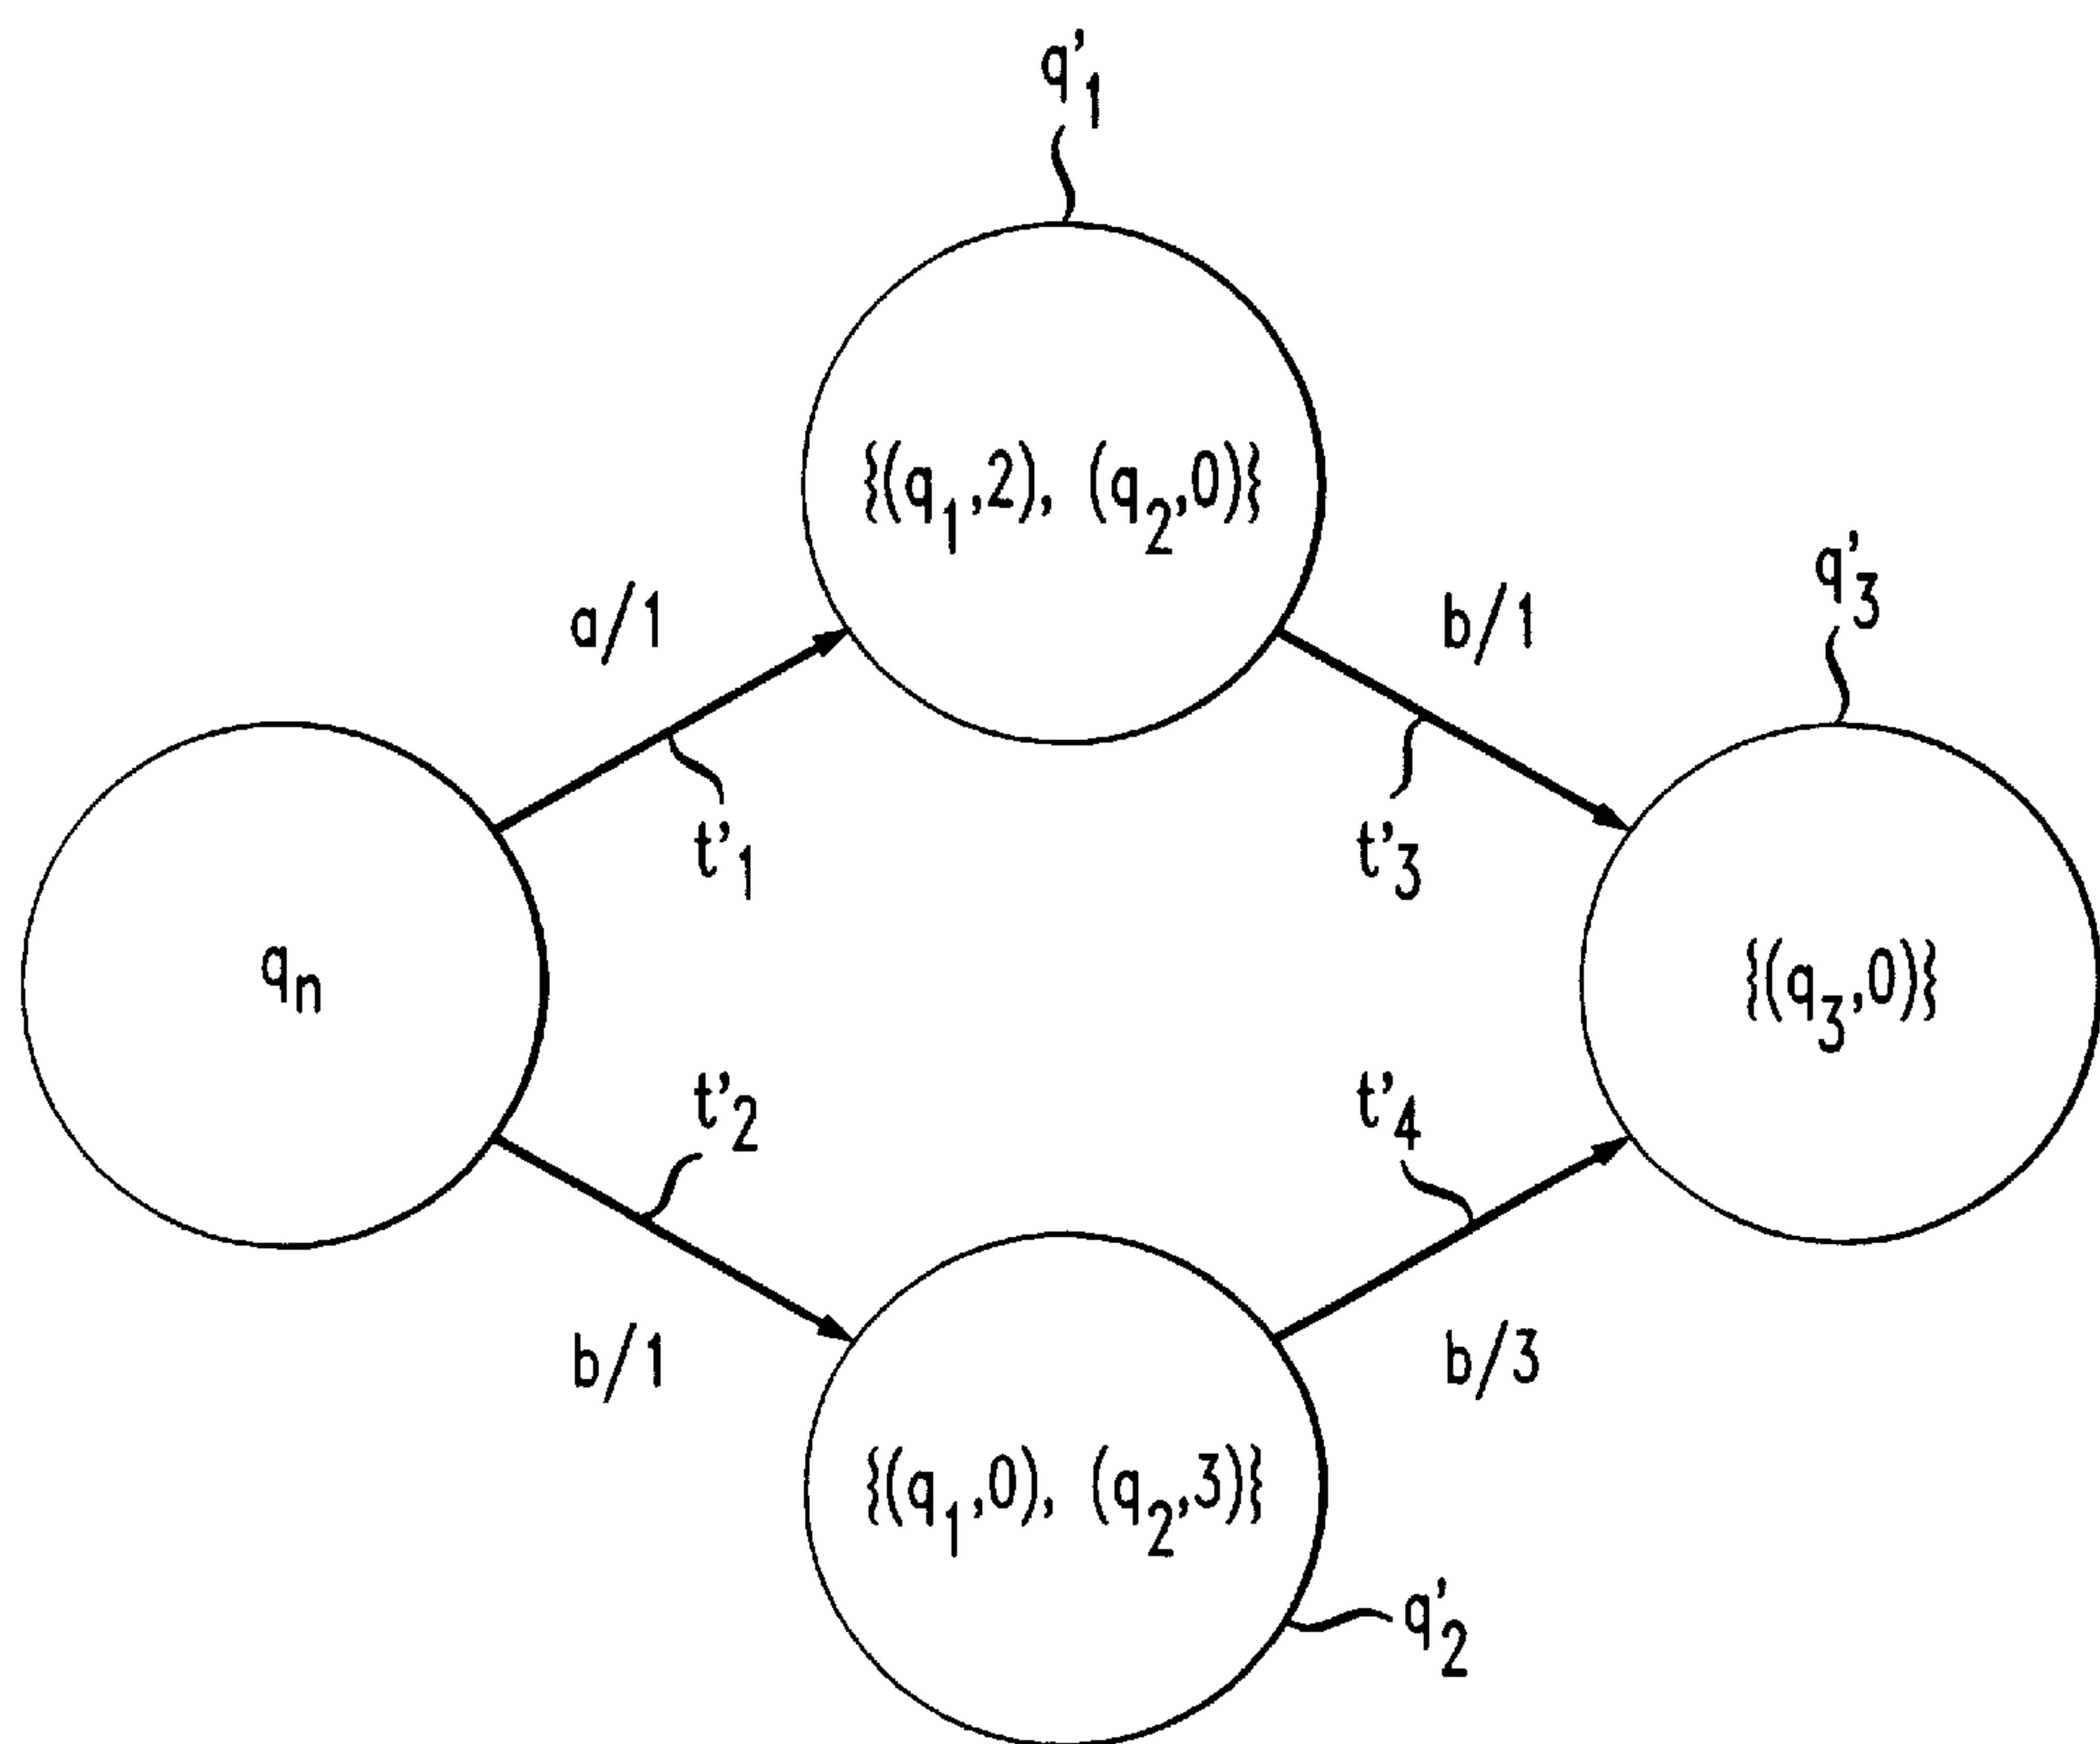 q'1
{(q1,2), (q2,0)}
q'3
a/1
b/1
t'1
t'3
qn
{(q3,0)}
t'2
t'4
b/1
b/3
{(q1,0), (q2,3)}
q'2